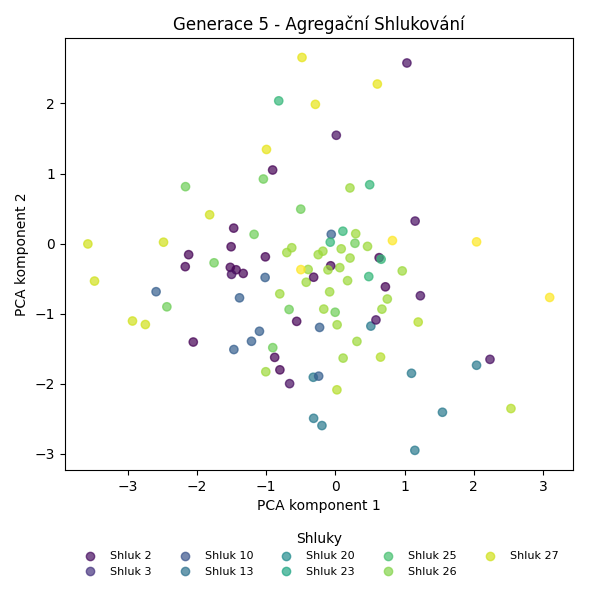 Generace 5 - Agregační Shlukování
PCA komponent 2
2
1
0
−1
−2
−3
−3
−2
−1
0
1
2
3
PCA komponent 1
Shluky
Shluk 2
Shluk 3
Shluk 10
Shluk 13
Shluk 20
Shluk 23
Shluk 25
Shluk 26
Shluk 27